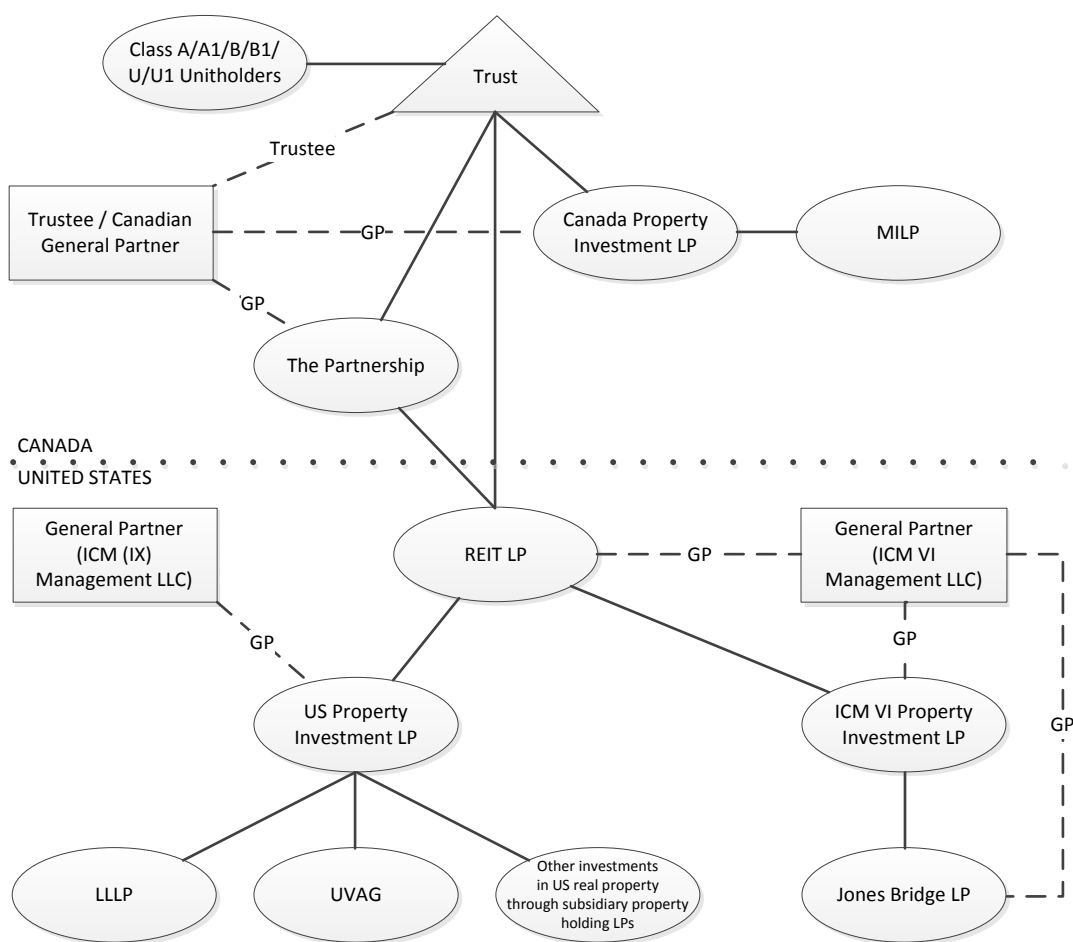 Class A/A1/B/B1/
U/U1 Unitholders
Trust
Trustee
Trustee / Canadian
General Partner
GP
Canada Property
Investment LP
MILP
GP
The Partnership
CANADA
UNITED STATES
General Partner
(ICM (IX)
Management LLC)
REIT LP
GP
General Partner
(ICM VI
Management LLC)
GP
GP
US Property
Investment LP
ICM VI Property
Investment LP
GP
LLLP
UVAG
Other investments
in US real property
through subsidiary property
holding LPs
Jones Bridge LP